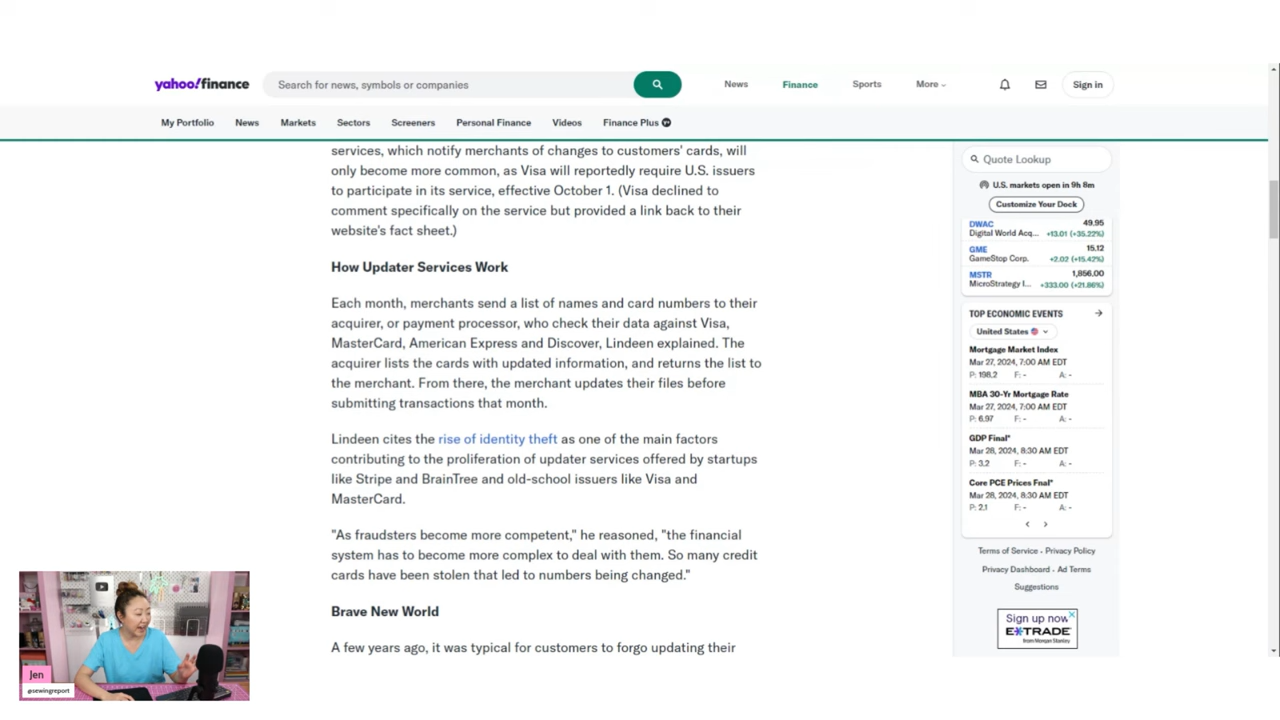 yahoo!finance
Search for news, symbols or companies
News
Finance
Sports
More
Sign in
My Portfolio
News
Markets
Sectors
Screeners
Personal Finance
Videos
Finance Plus
services, which notify merchants of changes to customers' cards, will
only become more common, as Visa will reportedly require U.S. issuers
to participate in its service, effective October 1. (Visa declined to
comment specifically on the service but provided a link back to their
website's fact sheet.)
How Updater Services Work
Each month, merchants send a list of names and card numbers to their
acquirer, or payment processor, who check their data against Visa,
MasterCard, American Express and Discover, Lindeen explained. The
acquirer lists the cards with updated information, and returns the list to
the merchant. From there, the merchant updates their files before
submitting transactions that month.
Lindeen cites the rise of identity theft as one of the main factors
contributing to the proliferation of updater services offered by startups
like Stripe and BrainTree and old-school issuers like Visa and
MasterCard.
"As fraudsters become more competent," he reasoned, "the financial
system has to become more complex to deal with them. So many credit
cards have been stolen that led to numbers being changed."
Brave New World
A few years ago, it was typical for customers to forgo updating their
Quote Lookup
U.S. markets open in 9h 8m
Customize Your Dock
DWAC 49.95
Digital World Acq... +13.01 (+35.22%)
GME 15.12
GameStop Corp. +2.02 (+15.42%)
MSTR 1,856.00
MicroStrategy I... +333.00 (+21.86%)
TOP ECONOMIC EVENTS
United States
Mortgage Market Index
Mar 27, 2024, 7:00 AM EDT
P: 198.2 F: - A: -
MBA 30-Yr Mortgage Rate
Mar 27, 2024, 7:00 AM EDT
P: 6.97 F: - A: -
GDP Final*
Mar 28, 2024, 8:30 AM EDT
P: 3.2 F: - A: -
Core PCE Prices Fnal*
Mar 28, 2024, 8:30 AM EDT
P: 2.1 F: - A: -
Terms of Service · Privacy Policy
Privacy Dashboard · Ad Terms
Suggestions
Sign up now
E*TRADE
from Morgan Stanley
Jen
@sewingreport